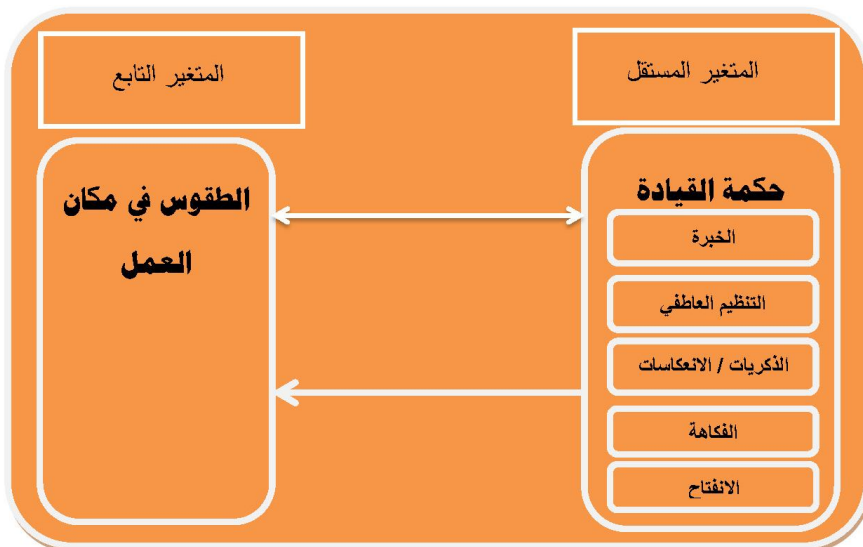 المتغير المستقل
حكمة القيادة
الخبرة
التنظيم العاطفي
الذكريات / الانعكاسات
الفكاهة
الانفتاح
المتغير التابع
الطقوس في مكان
العمل